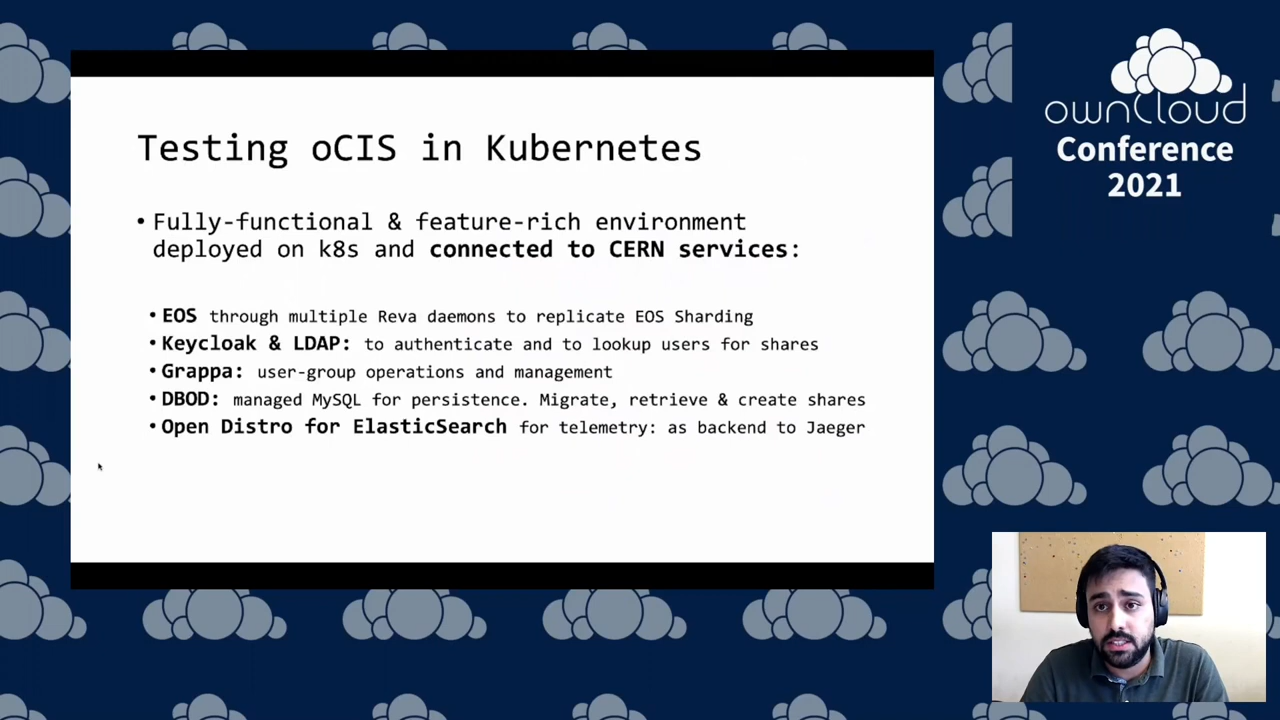 Testing oCIS in Kubernetes
• Fully-functional & feature-rich environment
deployed on k8s and connected to CERN services:
• EOS through multiple Reva daemons to replicate EOS Sharding
• Keycloak & LDAP: to authenticate and to lookup users for shares
• Grappa: user-group operations and management
• DBOD: managed MySQL for persistence. Migrate, retrieve & create shares
• Open Distro for ElasticSearch for telemetry: as backend to Jaeger
ownCloud
Conference
2021